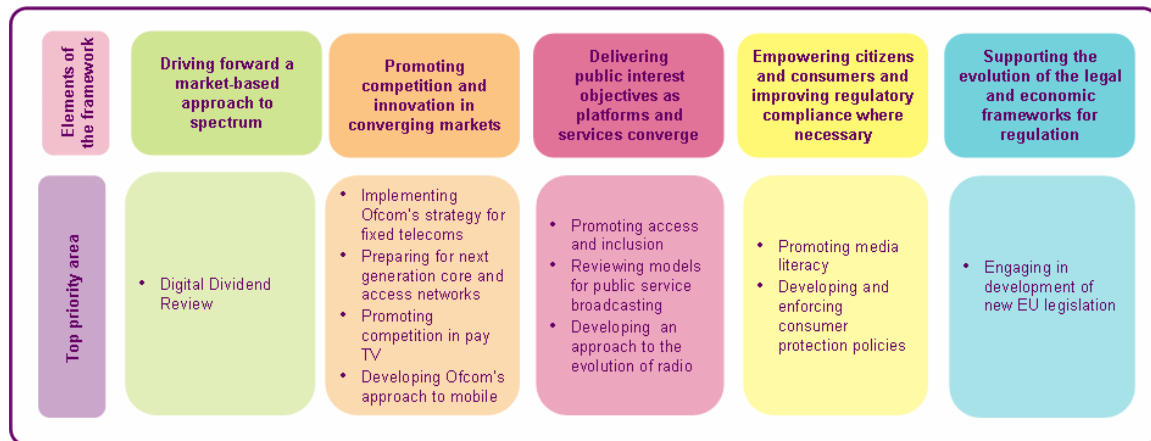 Elements of
the framework
Driving forward a
market-based
approach to
spectrum
Promoting
competition and
innovation in
converging markets
Delivering
public interest
objectives as
platforms and
services converge
Empowering citizens
and consumers and
improving regulatory
compliance where
necessary
Supporting the
evolution of the legal
and economic
frameworks for
regulation
Top priority area
• Digital Dividend
Review
• Implementing
Ofcom's strategy for
fixed telecoms
• Preparing for next
generation core and
access networks
• Promoting
competition in pay
TV
• Developing Ofcom's
approach to mobile
• Promoting access
and inclusion
• Reviewing models
for public service
broadcasting
• Developing an
approach to the
evolution of radio
• Promoting media
literacy
• Developing and
enforcing
consumer
protection policies
• Engaging in
development of
new EU legislation